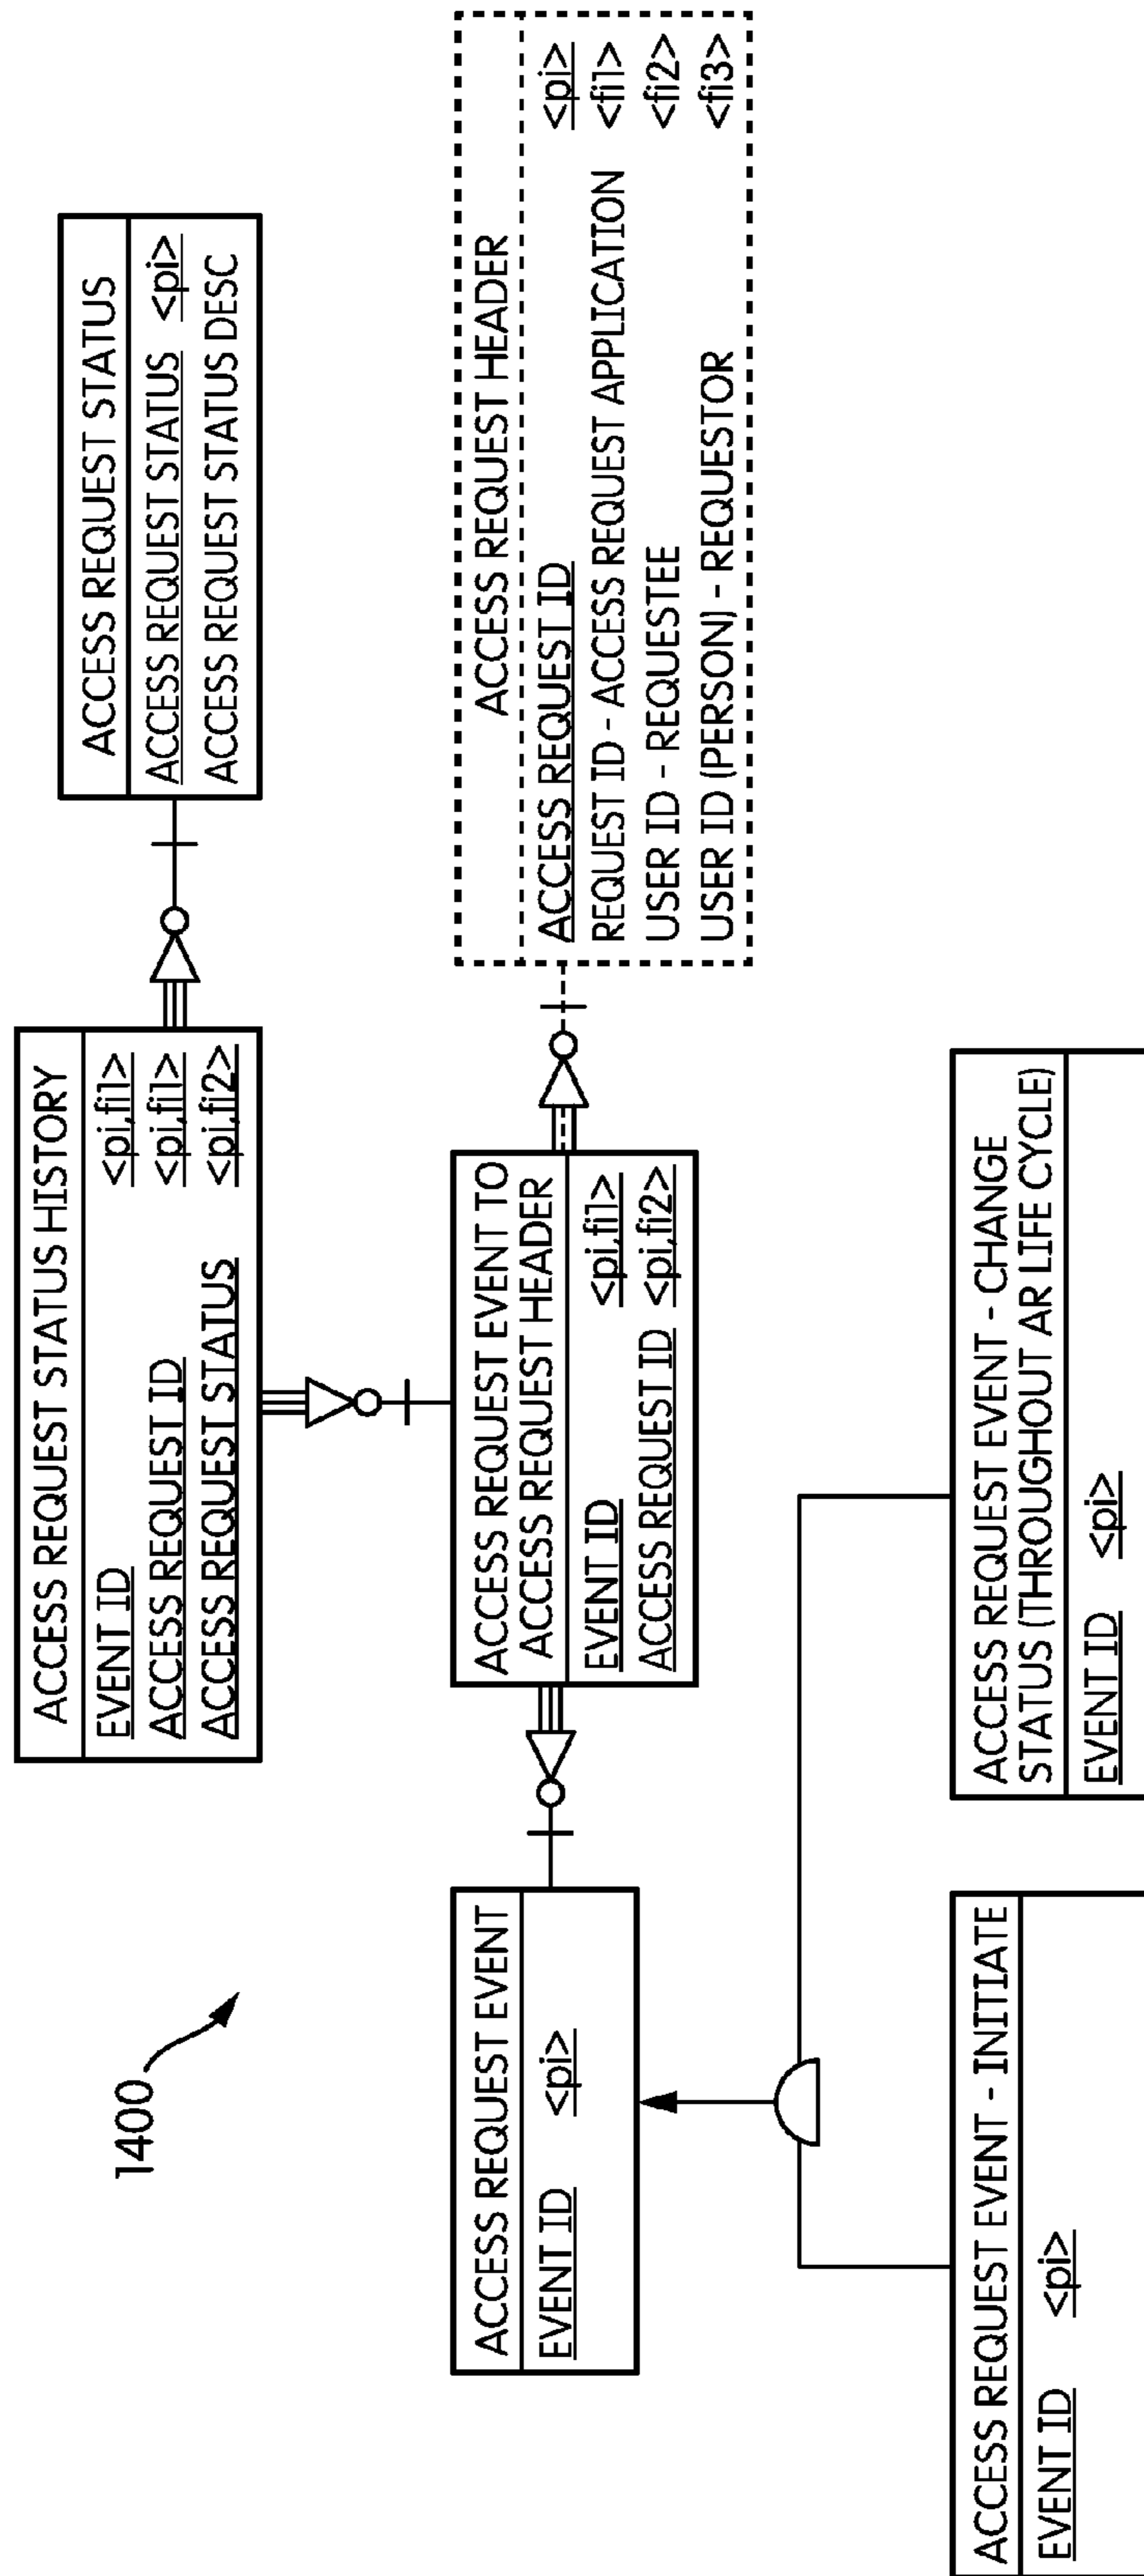 1400
ACCESS REQUEST STATUS HISTORY
EVENT ID <pi,fi1>
ACCESS REQUEST ID <pi,fi1>
ACCESS REQUEST STATUS <pi,fi2>
ACCESS REQUEST STATUS
ACCESS REQUEST STATUS <pi>
ACCESS REQUEST STATUS DESC
ACCESS REQUEST EVENT
EVENT ID <pi>
ACCESS REQUEST EVENT TO
ACCESS REQUEST HEADER
EVENT ID <pi,fi1>
ACCESS REQUEST ID <pi,fi2>
ACCESS REQUEST HEADER
ACCESS REQUEST ID <pi>
REQUEST ID - ACCESS REQUEST APPLICATION <fi1>
USER ID - REQUESTEE <fi2>
USER ID (PERSON) - REQUESTOR <fi3>
ACCESS REQUEST EVENT - INITIATE
EVENT ID <pi>
ACCESS REQUEST EVENT - CHANGE
STATUS (THROUGHOUT AR LIFE CYCLE)
EVENT ID <pi>